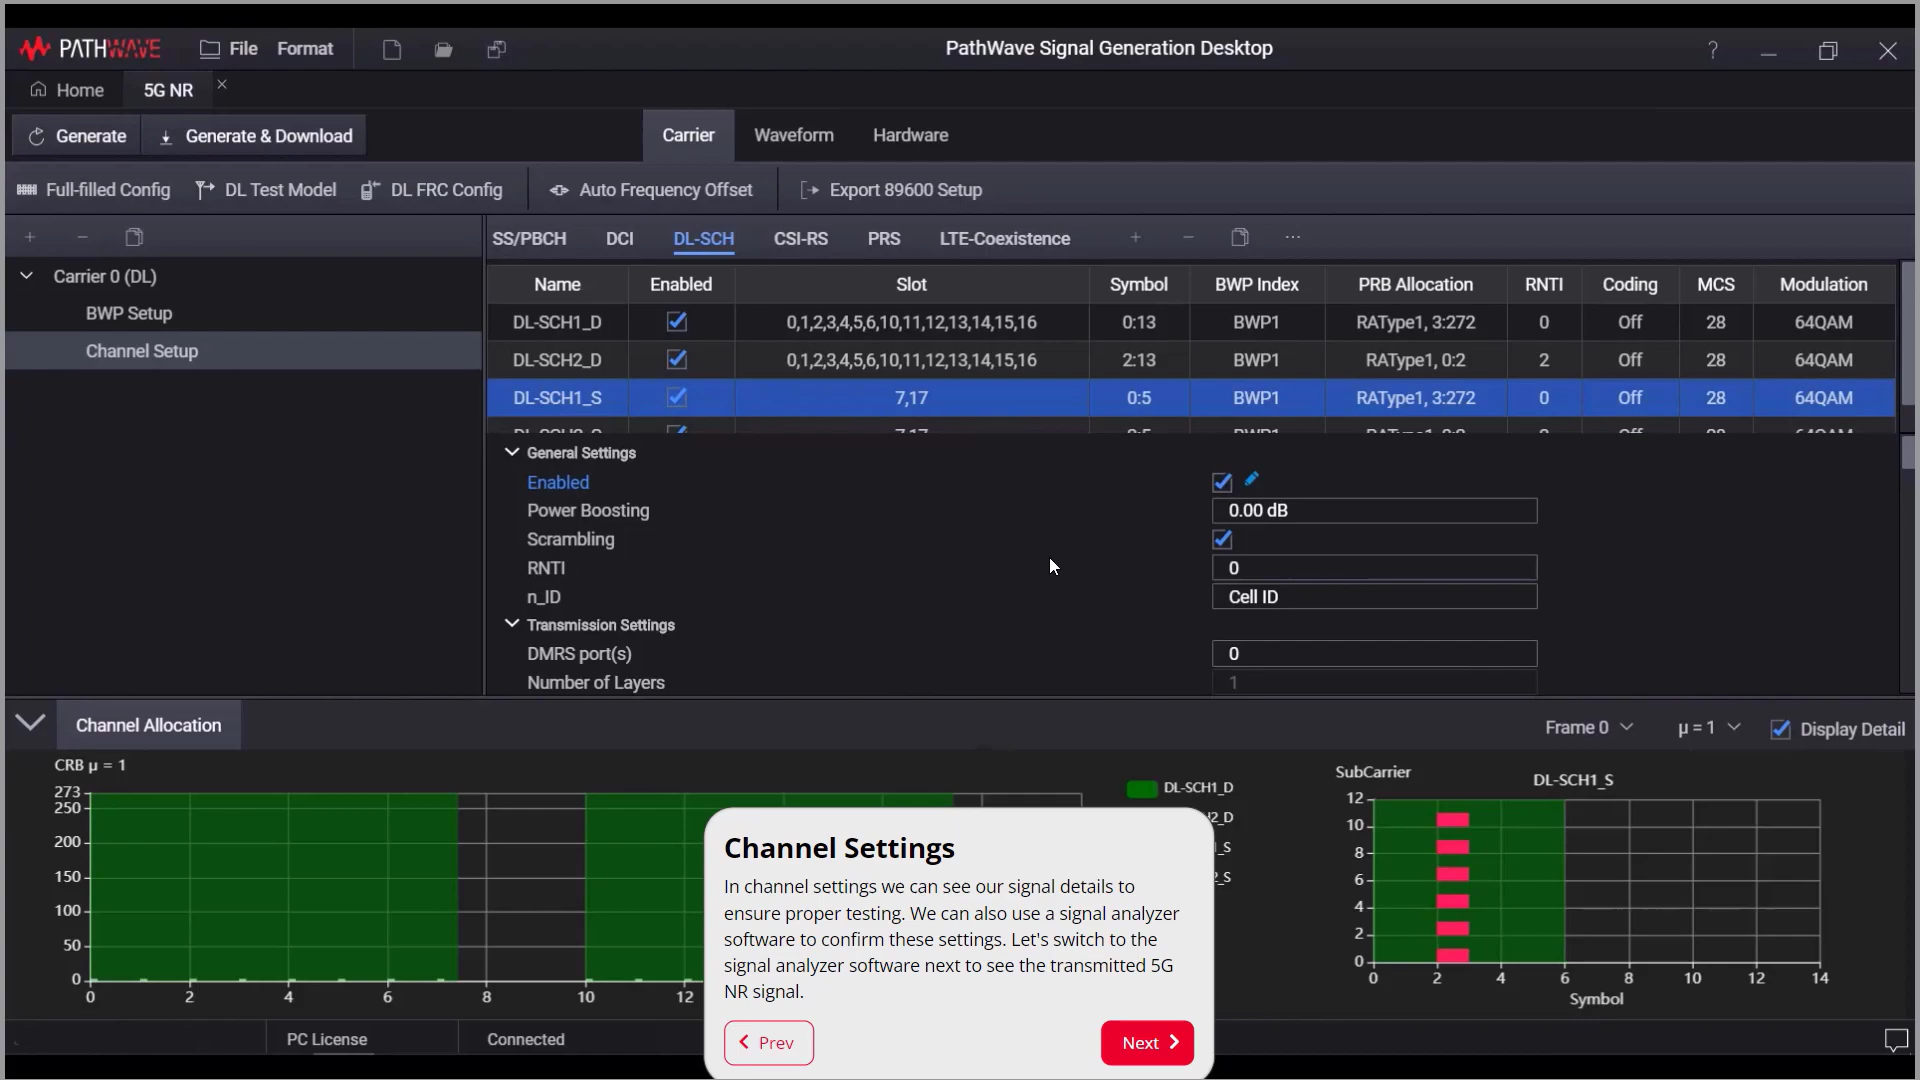 PATHWAVE File Format PathWave Signal Generation Desktop ?
Home 5G NR
Generate Generate & Download Carrier Waveform Hardware
Full-filled Config DL Test Model DL FRC Config Auto Frequency Offset Export 89600 Setup
SS/PBCH DCI DL-SCH CSI-RS PRS LTE-Coexistence + - ...
Carrier 0 (DL)
BWP Setup
Channel Setup
Name Enabled Slot Symbol BWP Index PRB Allocation RNTI Coding MCS Modulation
DL-SCH1_D 0,1,2,3,4,5,6,10,11,12,13,14,15,16 0:13 BWP1 RAType1, 3:272 0 Off 28 64QAM
DL-SCH2_D 0,1,2,3,4,5,6,10,11,12,13,14,15,16 2:13 BWP1 RAType1, 0:2 2 Off 28 64QAM
DL-SCH1_S 7,17 0:5 BWP1 RAType1, 3:272 0 Off 28 64QAM
General Settings
Enabled
Power Boosting 0.00 dB
Scrambling
RNTI 0
n_ID Cell ID
Transmission Settings
DMRS port(s) 0
Number of Layers 1
Channel Allocation Frame 0 μ = 1 Display Detail
CRB μ = 1
273
250
200
150
100
50
0
0 2 4 6 8 10 12
DL-SCH1_D
2_D
_S
2_S
SubCarrier DL-SCH1_S
12
10
8
6
4
2
0
0 2 4 6 8 10 12 14
Symbol
Channel Settings
In channel settings we can see our signal details to
ensure proper testing. We can also use a signal analyzer
software to confirm these settings. Let's switch to the
signal analyzer software next to see the transmitted 5G
NR signal.
Prev Next
PC License Connected